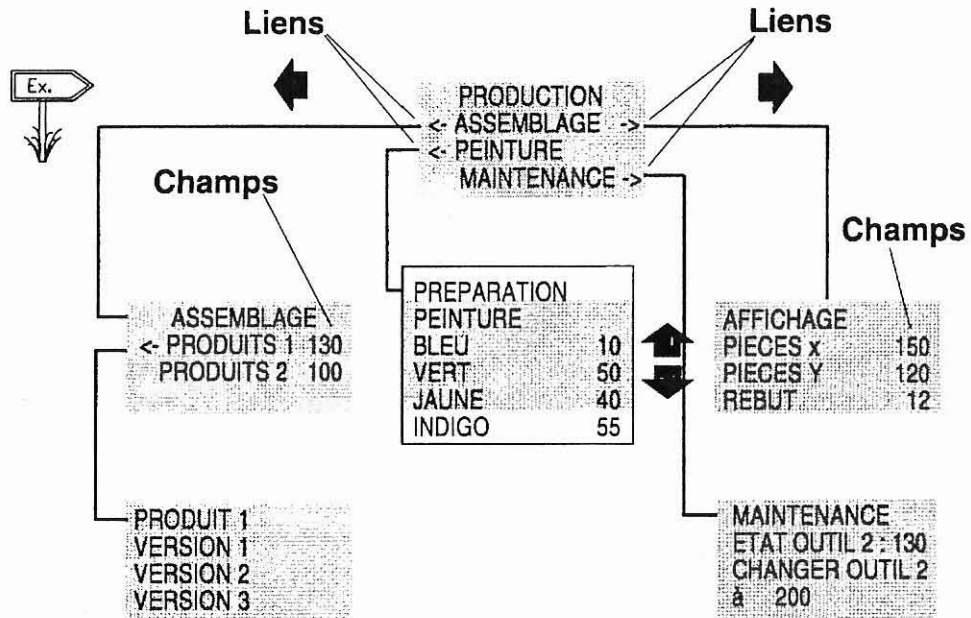 Liens
Liens
Ex.
PRODUCTION
<- ASSEMBLAGE ->
<- PEINTURE
MAINTENANCE ->
Champs
Champs
ASSEMBLAGE
<- PRODUITS 1 130
PRODUITS 2 100
PREPARATION
PEINTURE
BLEU 10
VERT 50
JAUNE 40
INDIGO 55
AFFICHAGE
PIECES x 150
PIECES Y 120
REBUT 12
PRODUIT 1
VERSION 1
VERSION 2
VERSION 3
MAINTENANCE
ETAT OUTIL 2 : 130
CHANGER OUTIL 2
à 200